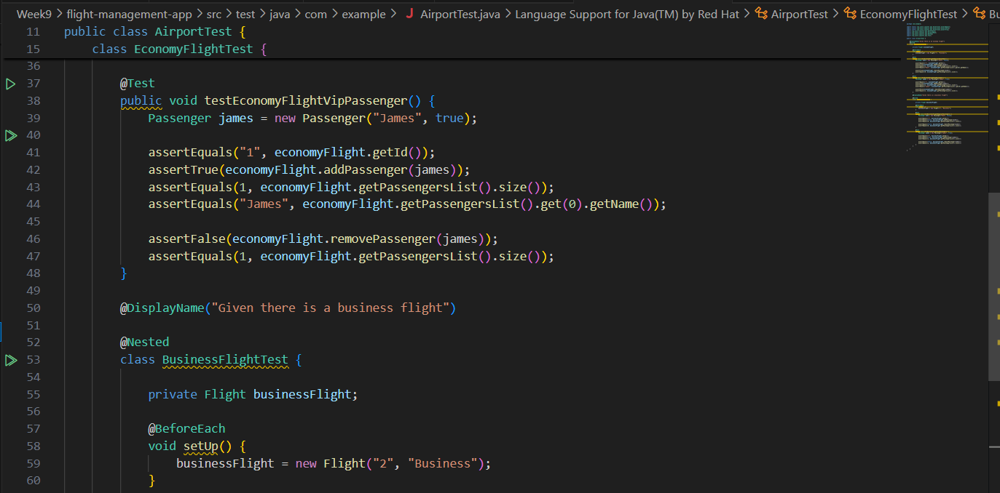 Week9 > flight-management-app > src > test > java > com > example > J AirportTest.java > Language Support for Java(TM) by Red Hat > AirportTest > EconomyFlightTest > Bu
11 public class AirportTest {
15 class EconomyFlightTest {
36
37 @Test
38 public void testEconomyFlightVipPassenger() {
39 Passenger james = new Passenger("James", true);
40
41 assertEquals("1", economyFlight.getId());
42 assertTrue(economyFlight.addPassenger(james));
43 assertEquals(1, economyFlight.getPassengersList().size());
44 assertEquals("James", economyFlight.getPassengersList().get(0).getName());
45
46 assertFalse(economyFlight.removePassenger(james));
47 assertEquals(1, economyFlight.getPassengersList().size());
48 }
49
50 @DisplayName("Given there is a business flight")
51
52 @Nested
53 class BusinessFlightTest {
54
55 private Flight businessFlight;
56
57 @BeforeEach
58 void setUp() {
59 businessFlight = new Flight("2", "Business");
60 }